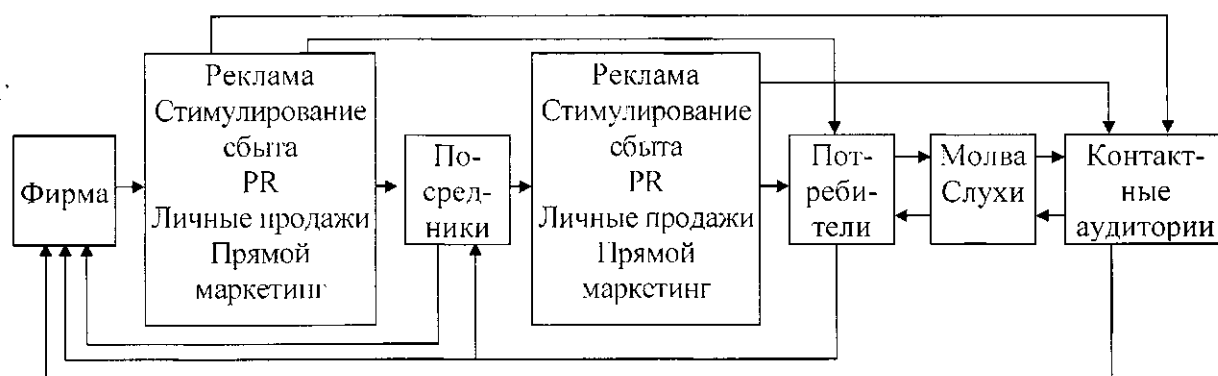 Фирма
Реклама
Стимулирование
сбыта
PR
Личные продажи
Прямой
маркетинг
По-
сред-
ники
Реклама
Стимулирование
сбыта
PR
Личные продажи
Прямой
маркетинг
Пот-
реби-
тели
Молва
Слухи
Контакт-
ные
аудитории